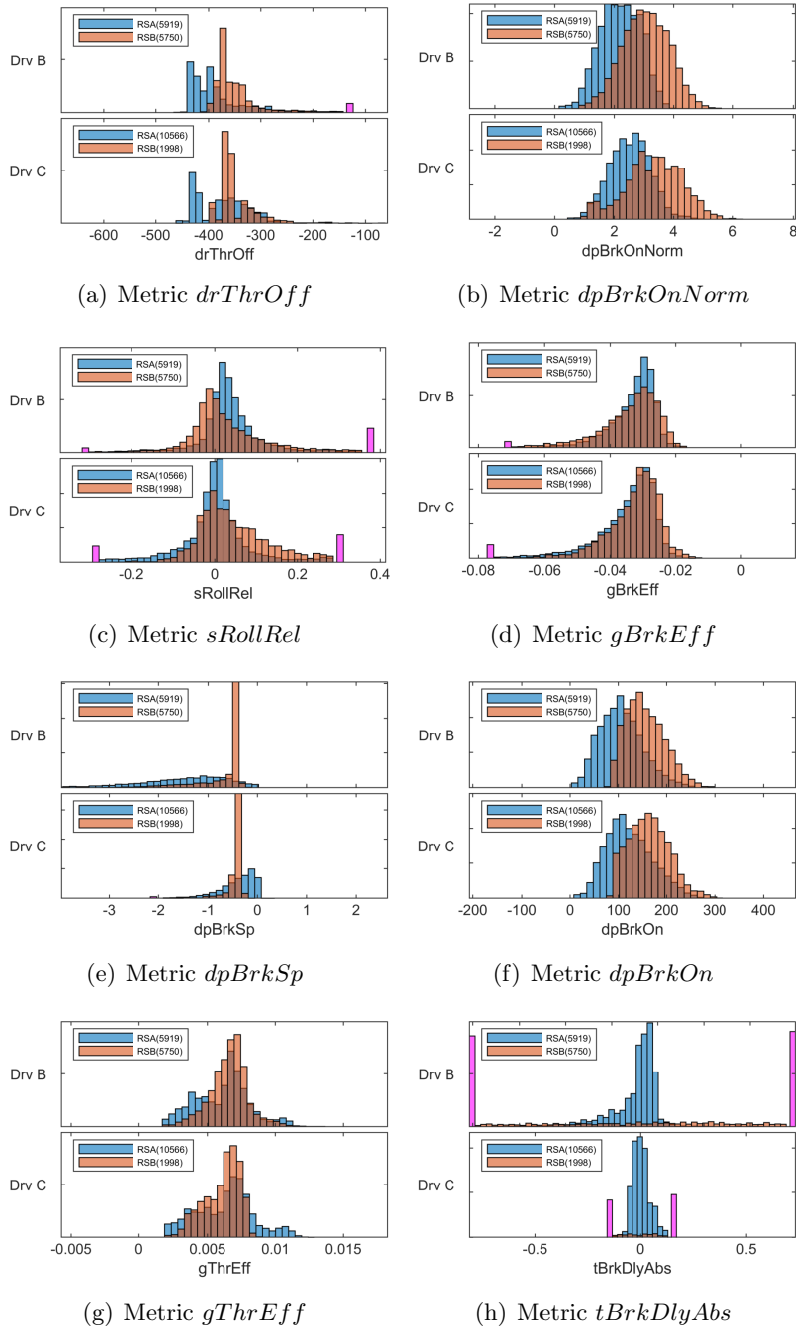 RSA(5919)
RSB(5750)
Drv B
RSA(10566)
RSB(1998)
Drv C
-600 -500 -400 -300 -200 -100
drThrOff
(a) Metric drThrOff
RSA(5919)
RSB(5750)
Drv B
RSA(10566)
RSB(1998)
Drv C
-2 0 2 4 6 8
dpBrkOnNorm
(b) Metric dpBrkOnNorm
RSA(5919)
RSB(5750)
Drv B
RSA(10566)
RSB(1998)
Drv C
-0.2 0 0.2 0.4
sRollRel
(c) Metric sRollRel
RSA(5919)
RSB(5750)
Drv B
RSA(10566)
RSB(1998)
Drv C
-0.08 -0.06 -0.04 -0.02 0
gBrkEff
(d) Metric gBrkEff
RSA(5919)
RSB(5750)
Drv B
RSA(10566)
RSB(1998)
Drv C
-3 -2 -1 0 1 2
dpBrkSp
(e) Metric dpBrkSp
RSA(5919)
RSB(5750)
Drv B
RSA(10566)
RSB(1998)
Drv C
-200 -100 0 100 200 300 400
dpBrkOn
(f) Metric dpBrkOn
RSA(5919)
RSB(5750)
Drv B
RSA(10566)
RSB(1998)
Drv C
-0.005 0 0.005 0.01 0.015
gThrEff
(g) Metric gThrEff
RSA(5919)
RSB(5750)
Drv B
RSA(10566)
RSB(1998)
Drv C
-0.5 0 0.5
tBrkDlyAbs
(h) Metric tBrkDlyAbs